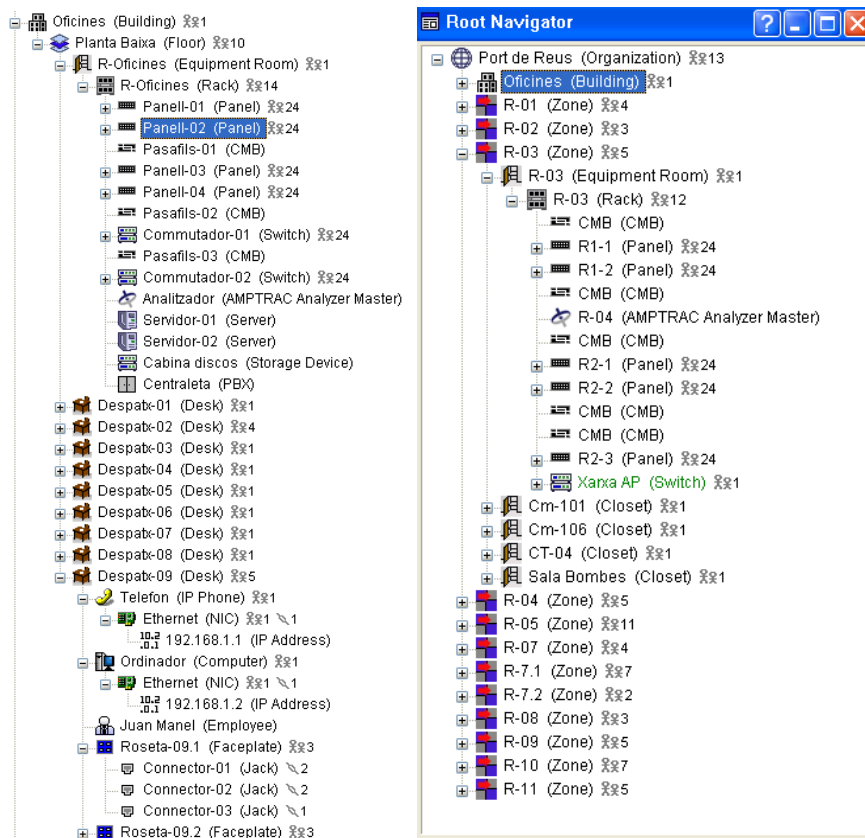 Oficines (Building) 1
Planta Baixa (Floor) 10
R-Oficines (Equipment Room) 1
R-Oficines (Rack) 14
Panell-01 (Panel) 24
Panell-02 (Panel) 24
Pasafils-01 (CMB)
Panell-03 (Panel) 24
Panell-04 (Panel) 24
Pasafils-02 (CMB)
Commutador-01 (Switch) 24
Pasafils-03 (CMB)
Commutador-02 (Switch) 24
Analitzador (AMPTRAC Analyzer Master)
Servidor-01 (Server)
Servidor-02 (Server)
Cabina discos (Storage Device)
Centraleta (PBX)
Despatx-01 (Desk) 1
Despatx-02 (Desk) 4
Despatx-03 (Desk) 1
Despatx-04 (Desk) 1
Despatx-05 (Desk) 1
Despatx-06 (Desk) 1
Despatx-07 (Desk) 1
Despatx-08 (Desk) 1
Despatx-09 (Desk) 5
Telefon (IP Phone) 1
Ethernet (NIC) 1 1
10.2 .0.1 192.168.1.1 (IP Address)
Ordinador (Computer) 1
Ethernet (NIC) 1 1
10.2 .0.1 192.168.1.2 (IP Address)
Juan Manel (Employee)
Roseta-09.1 (Faceplate) 3
Connector-01 (Jack) 2
Connector-02 (Jack) 2
Connector-03 (Jack) 1
Roseta-09.2 (Faceplate) 3
Root Navigator
Port de Reus (Organization) 13
Oficines (Building) 1
R-01 (Zone) 4
R-02 (Zone) 3
R-03 (Zone) 5
R-03 (Equipment Room) 1
R-03 (Rack) 12
CMB (CMB)
R1-1 (Panel) 24
R1-2 (Panel) 24
CMB (CMB)
R-04 (AMPTRAC Analyzer Master)
CMB (CMB)
R2-1 (Panel) 24
R2-2 (Panel) 24
CMB (CMB)
CMB (CMB)
R2-3 (Panel) 24
Xarxa AP (Switch) 1
Cm-101 (Closet) 1
Cm-106 (Closet) 1
CT-04 (Closet) 1
Sala Bombes (Closet) 1
R-04 (Zone) 5
R-05 (Zone) 11
R-07 (Zone) 4
R-7.1 (Zone) 7
R-7.2 (Zone) 2
R-08 (Zone) 3
R-09 (Zone) 5
R-10 (Zone) 7
R-11 (Zone) 5